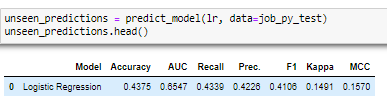 unseen_predictions = predict_model(lr, data=job_py_test)
unseen_predictions.head()
Model Accuracy AUC Recall Prec. F1 Kappa MCC
0 Logistic Regression 0.4375 0.6547 0.4339 0.4226 0.4106 0.1491 0.1570